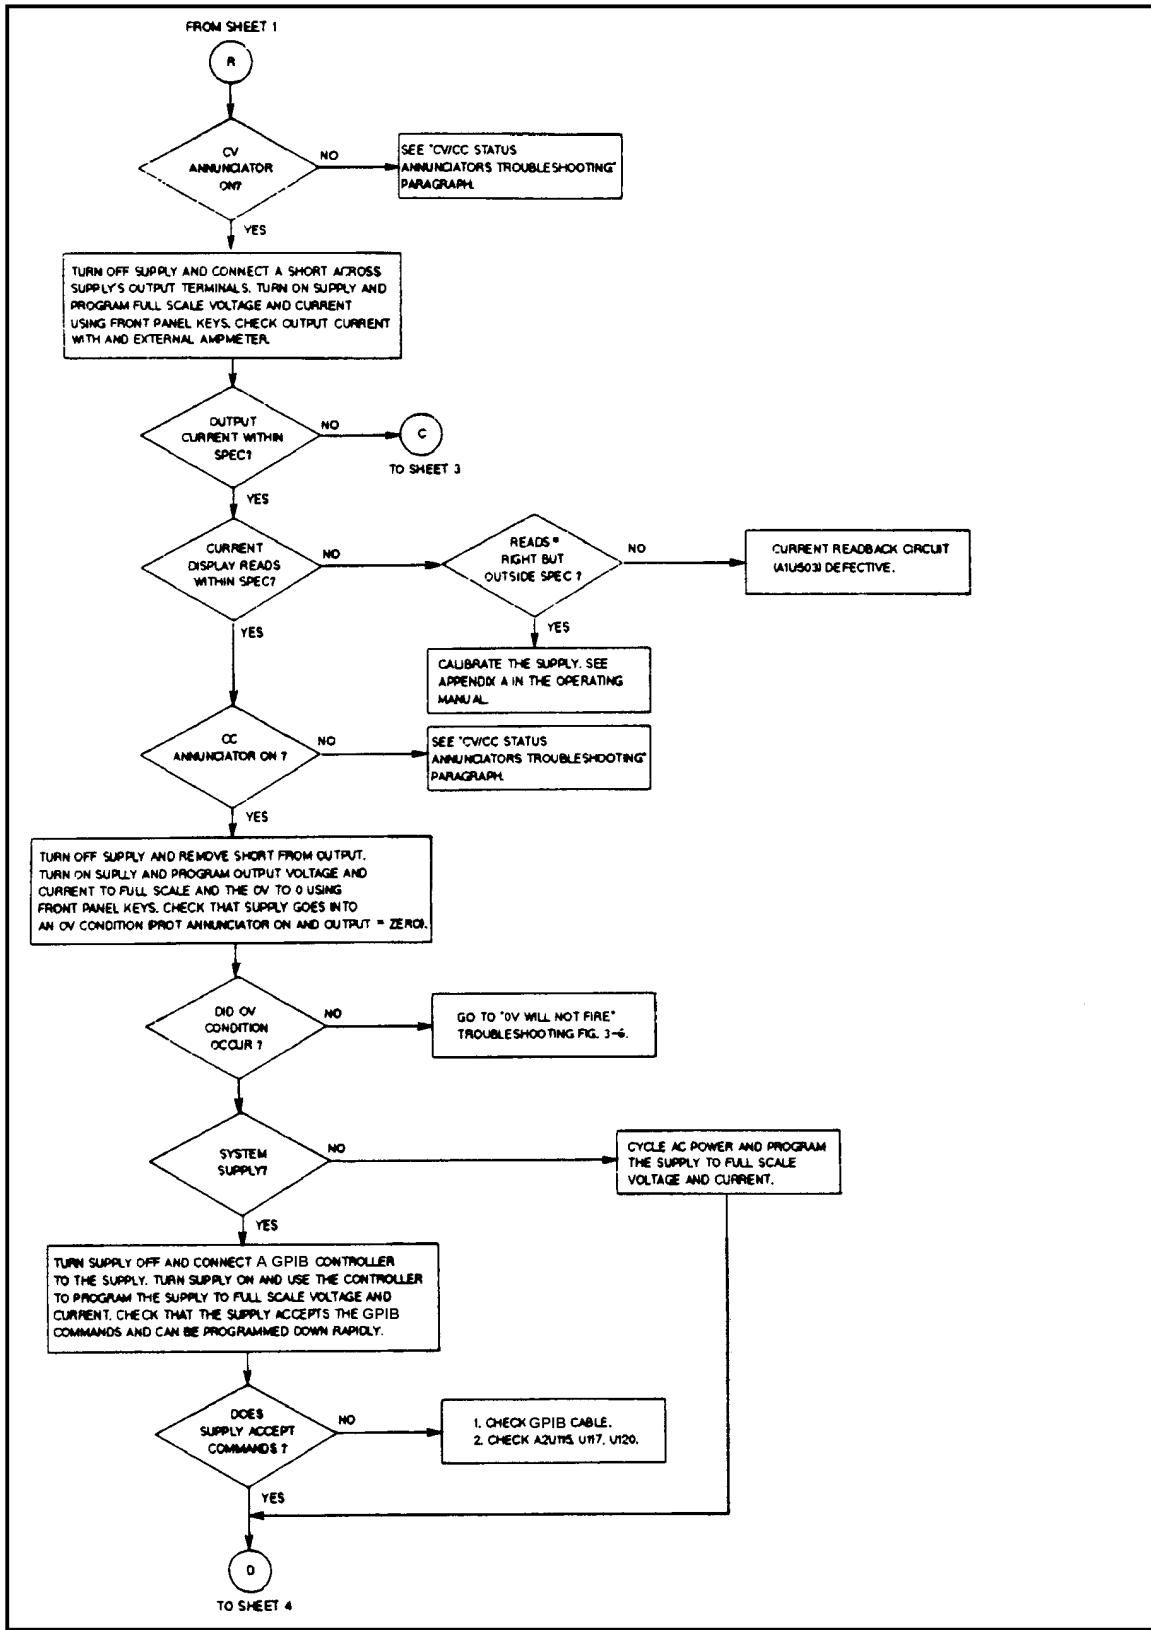 FROM SHEET 1
R
CV
ANNUNCIATOR
ON?
NO
SEE "CV/CC STATUS
ANNUNCIATORS TROUBLESHOOTING"
PARAGRAPH.
YES
TURN OFF SUPPLY AND CONNECT A SHORT ACROSS
SUPPLY'S OUTPUT TERMINALS. TURN ON SUPPLY AND
PROGRAM FULL SCALE VOLTAGE AND CURRENT
USING FRONT PANEL KEYS. CHECK OUTPUT CURRENT
WITH AND EXTERNAL AMPMETER.
OUTPUT
CURRENT WITHIN
SPEC?
NO
C
TO SHEET 3
YES
CURRENT
DISPLAY READS
WITHIN SPEC?
NO
READS "
RIGHT BUT
OUTSIDE SPEC ?
NO
CURRENT READBACK CIRCUIT
(A1U503) DEFECTIVE.
YES
YES
CALIBRATE THE SUPPLY. SEE
APPENDIX A IN THE OPERATING
MANUAL.
CC
ANNUNCIATOR ON ?
NO
SEE "CV/CC STATUS
ANNUNCIATORS TROUBLESHOOTING"
PARAGRAPH.
YES
TURN OFF SUPPLY AND REMOVE SHORT FROM OUTPUT.
TURN ON SUPLLY AND PROGRAM OUTPUT VOLTAGE AND
CURRENT TO FULL SCALE AND THE OV TO 0 USING
FRONT PANEL KEYS. CHECK THAT SUPPLY GOES INTO
AN OV CONDITION (PROT ANNUNCIATOR ON AND OUTPUT = ZERO).
DID OV
CONDITION
OCCUR ?
NO
GO TO "OV WILL NOT FIRE"
TROUBLESHOOTING FIG. 3-6.
SYSTEM
SUPPLY?
NO
CYCLE AC POWER AND PROGRAM
THE SUPPLY TO FULL SCALE
VOLTAGE AND CURRENT.
YES
TURN SUPPLY OFF AND CONNECT A GPIB CONTROLLER
TO THE SUPPLY. TURN SUPPLY ON AND USE THE CONTROLLER
TO PROGRAM THE SUPPLY TO FULL SCALE VOLTAGE AND
CURRENT. CHECK THAT THE SUPPLY ACCEPTS THE GPIB
COMMANDS AND CAN BE PROGRAMMED DOWN RAPIDLY.
DOES
SUPPLY ACCEPT
COMMANDS ?
NO
1. CHECK GPIB CABLE.
2. CHECK A2U115, U117, U120.
YES
D
TO SHEET 4